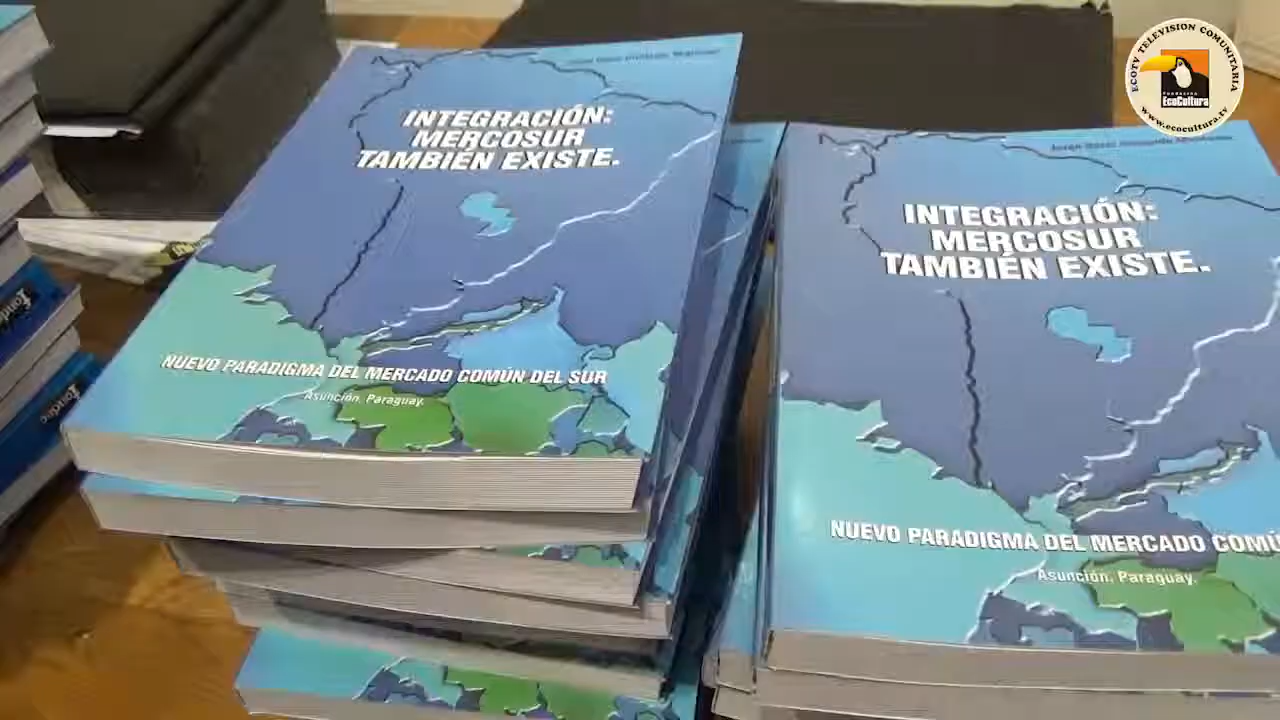 INTEGRACIÓN:
MERCOSUR
TAMBIÉN EXISTE.
NUEVO PARADIGMA DEL MERCADO COMÚN DEL SUR
Asunción. Paraguay.
INTEGRACIÓN:
MERCOSUR
TAMBIÉN EXISTE.
NUEVO PARADIGMA DEL MERCADO COMÚ
Asunción. Paraguay.
ECOTV TELEVISION COMUNITARIA
Fundación
EcoCultura
www.ecocultura.tv